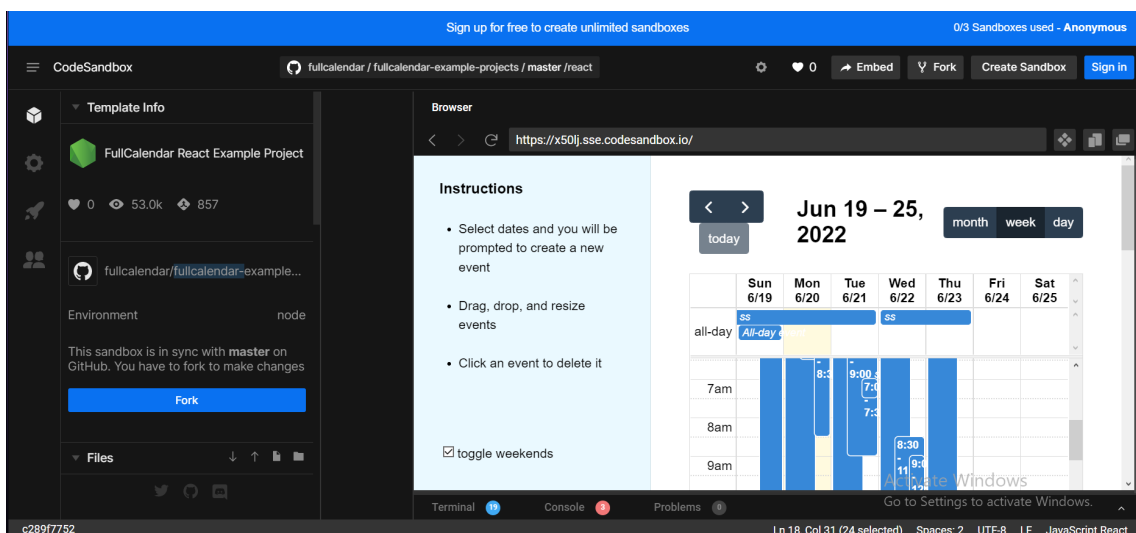 Sign up for free to create unlimited sandboxes
0/3 Sandboxes used - Anonymous
CodeSandbox
fullcalendar / fullcalendar-example-projects / master /react
0
Embed
Fork
Create Sandbox
Sign in
Template Info
FullCalendar React Example Project
0 53.0k 857
fullcalendar/fullcalendar-example...
Environment node
This sandbox is in sync with master on
GitHub. You have to fork to make changes
Fork
Files
Browser
https://x50lj.sse.codesandbox.io/
Instructions
• Select dates and you will be
prompted to create a new
event
• Drag, drop, and resize
events
• Click an event to delete it
toggle weekends
today
Jun 19 – 25,
2022
month week day
Sun Mon Tue Wed Thu Fri Sat
6/19 6/20 6/21 6/22 6/23 6/24 6/25
all-day
ss ss
All-day
7am
8am
9am
9:00
8:30
-
11
Activate Windows
Go to Settings to activate Windows.
Terminal 19 Console 3 Problems 0
c289f7752
Ln 18, Col 31 (24 selected) Spaces: 2 UTF-8 LF JavaScript React